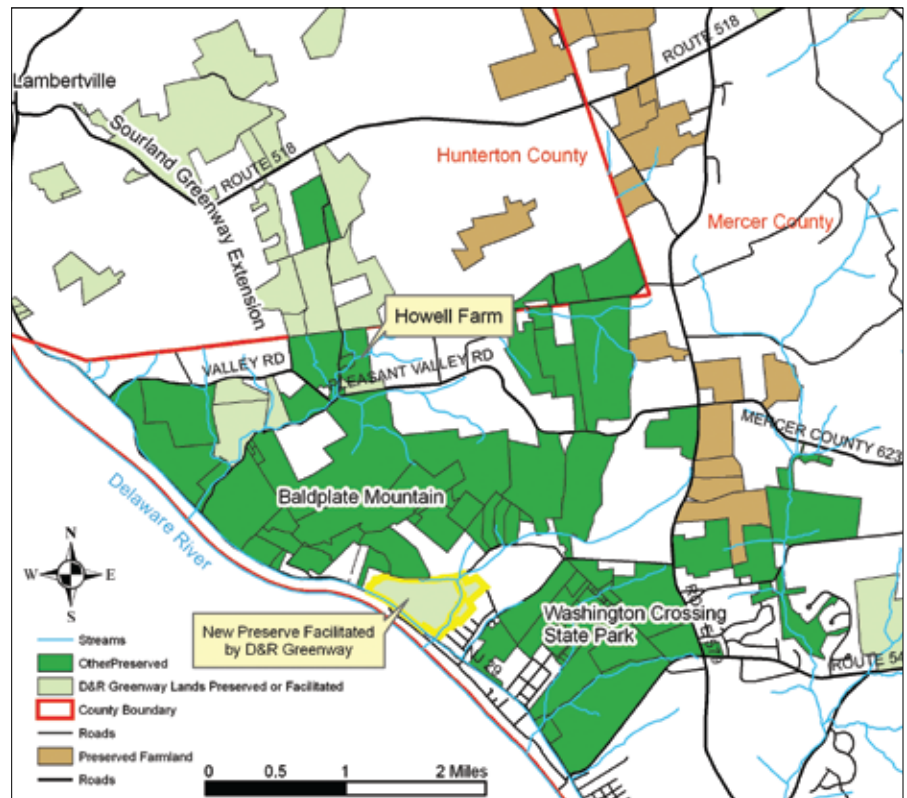 ROUTE 518
Lambertville
Sourland Greenway Extension
ROUTE 518
Hunterton County
Mercer County
Howell Farm
VALLEY RD
PLEASANT VALLEY RD
MERCER COUNTY 623
Baldplate Mountain
Delaware River
N
W
E
S
New Preserve Facilitated
by D&R Greenway
Washington Crossing
State Park
NJ 29
ROUTE 54
Streams
OtherPreserved
D&R Greenway Lands Preserved or Facilitated
County Boundary
Roads
Preserved Farmland
Roads
0 0.5 1 2 Miles